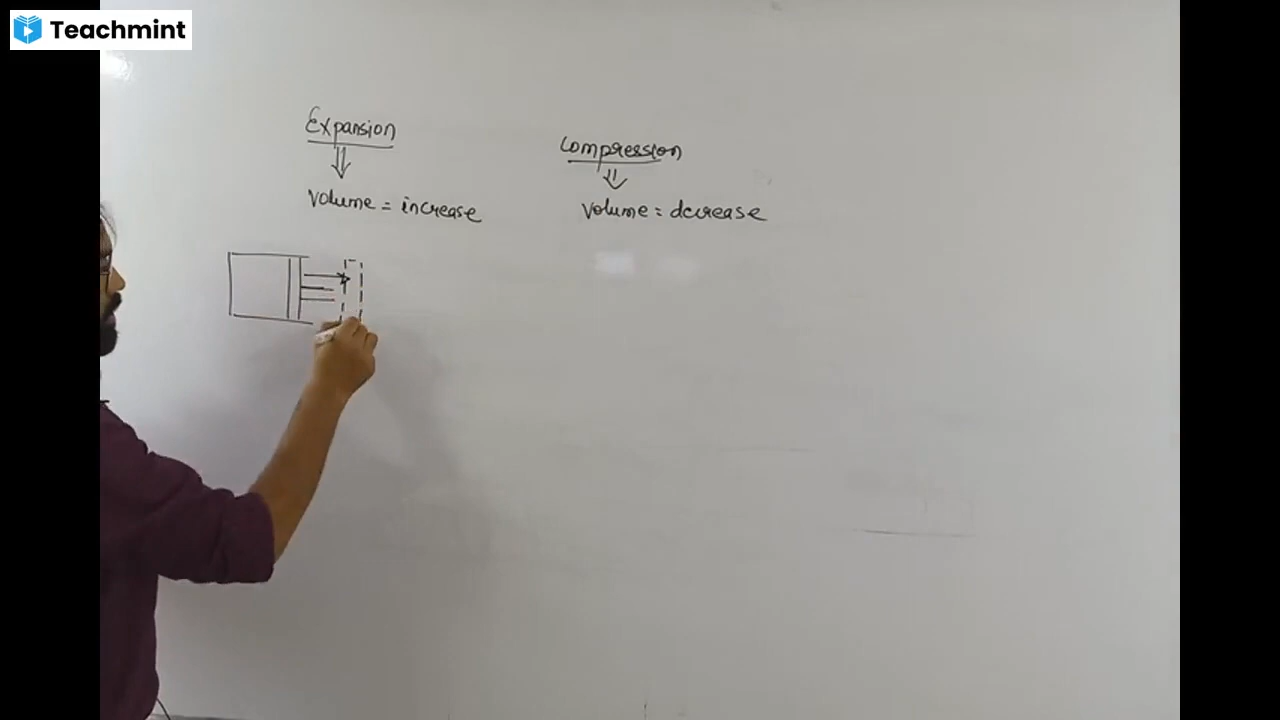 Teachmint
Expansion
Compression
Volume = increase
Volume = decrease